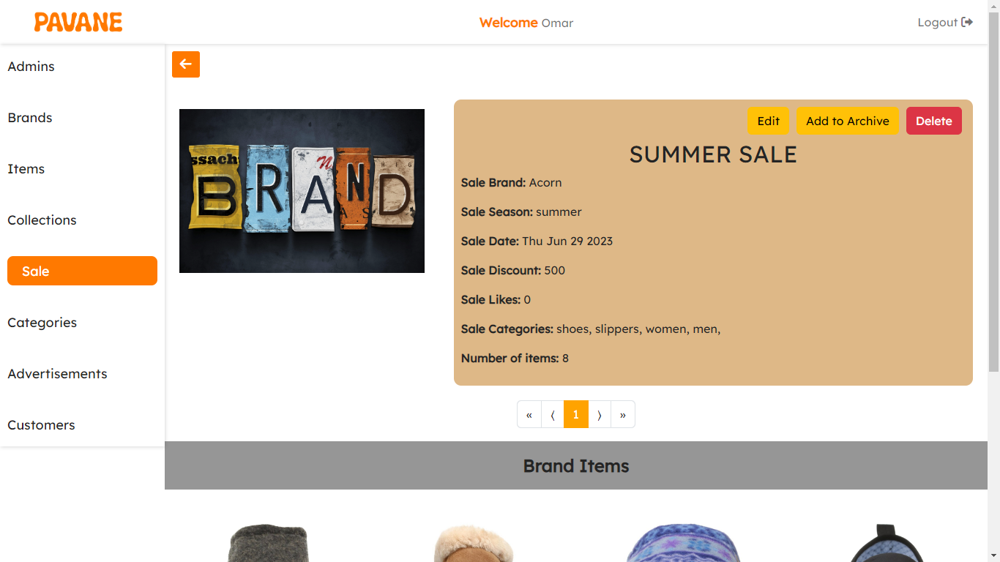 PAVANE
Welcome Omar
Logout
Admins
Brands
Items
Collections
Sale
Categories
Advertisements
Customers
ssach
BRAND
N
H I G
A S
Edit
Add to Archive
Delete
SUMMER SALE
Sale Brand: Acorn
Sale Season: summer
Sale Date: Thu Jun 29 2023
Sale Discount: 500
Sale Likes: 0
Sale Categories: shoes, slippers, women, men,
Number of items: 8
« ⟨ 1 ⟩ »
Brand Items